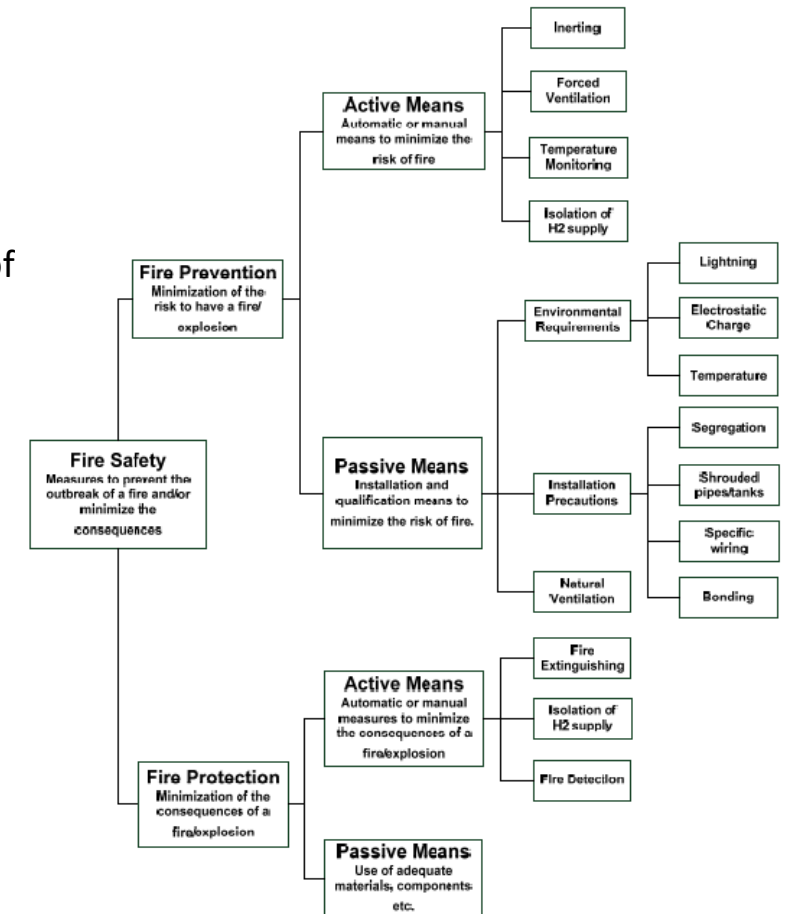 of
Inerting
Forced
Ventilation
Temperature
Monitoring
Isolation of
H2 supply
Active Means
Automatic or manual
means to minimize the
risk of fire
Fire Prevention
Minimization of the
risk to have a fire/
explosion
Lightning
Electrostatic
Charge
Temperature
Environmental
Requirements
Fire Safety
Measures to prevent the
outbreak of a fire and/or
minimize the
consequences
Passive Means
Installation and
qualification means to
minimize the risk of fire.
Installation
Precautions
Segregation
Shrouded
pipes/tanks
Specific
wiring
Bonding
Natural
Ventilation
Fire Protection
Minimization of the
consequences of a
fire/explosion
Active Means
Automatic or manual
measures to minimize
the consequences of a
fire/explosion
Fire
Extinguishing
Isolation of
H2 supply
Fire Detection
Passive Means
Use of adequate
materials, components
etc.